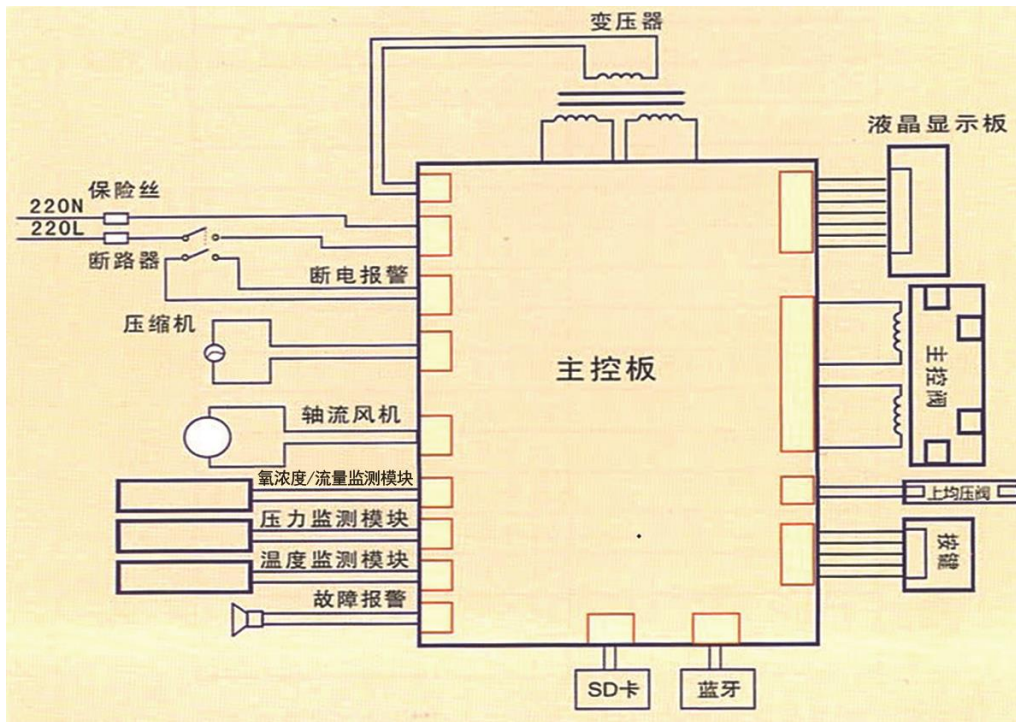 变压器
液晶显示板
保险丝
220N
220L
断路器
断电报警
压缩机
主控板
主控阀
轴流风机
氧浓度/流量监测模块
上均压阀
压力监测模块
按键
温度监测模块
故障报警
SD卡
蓝牙